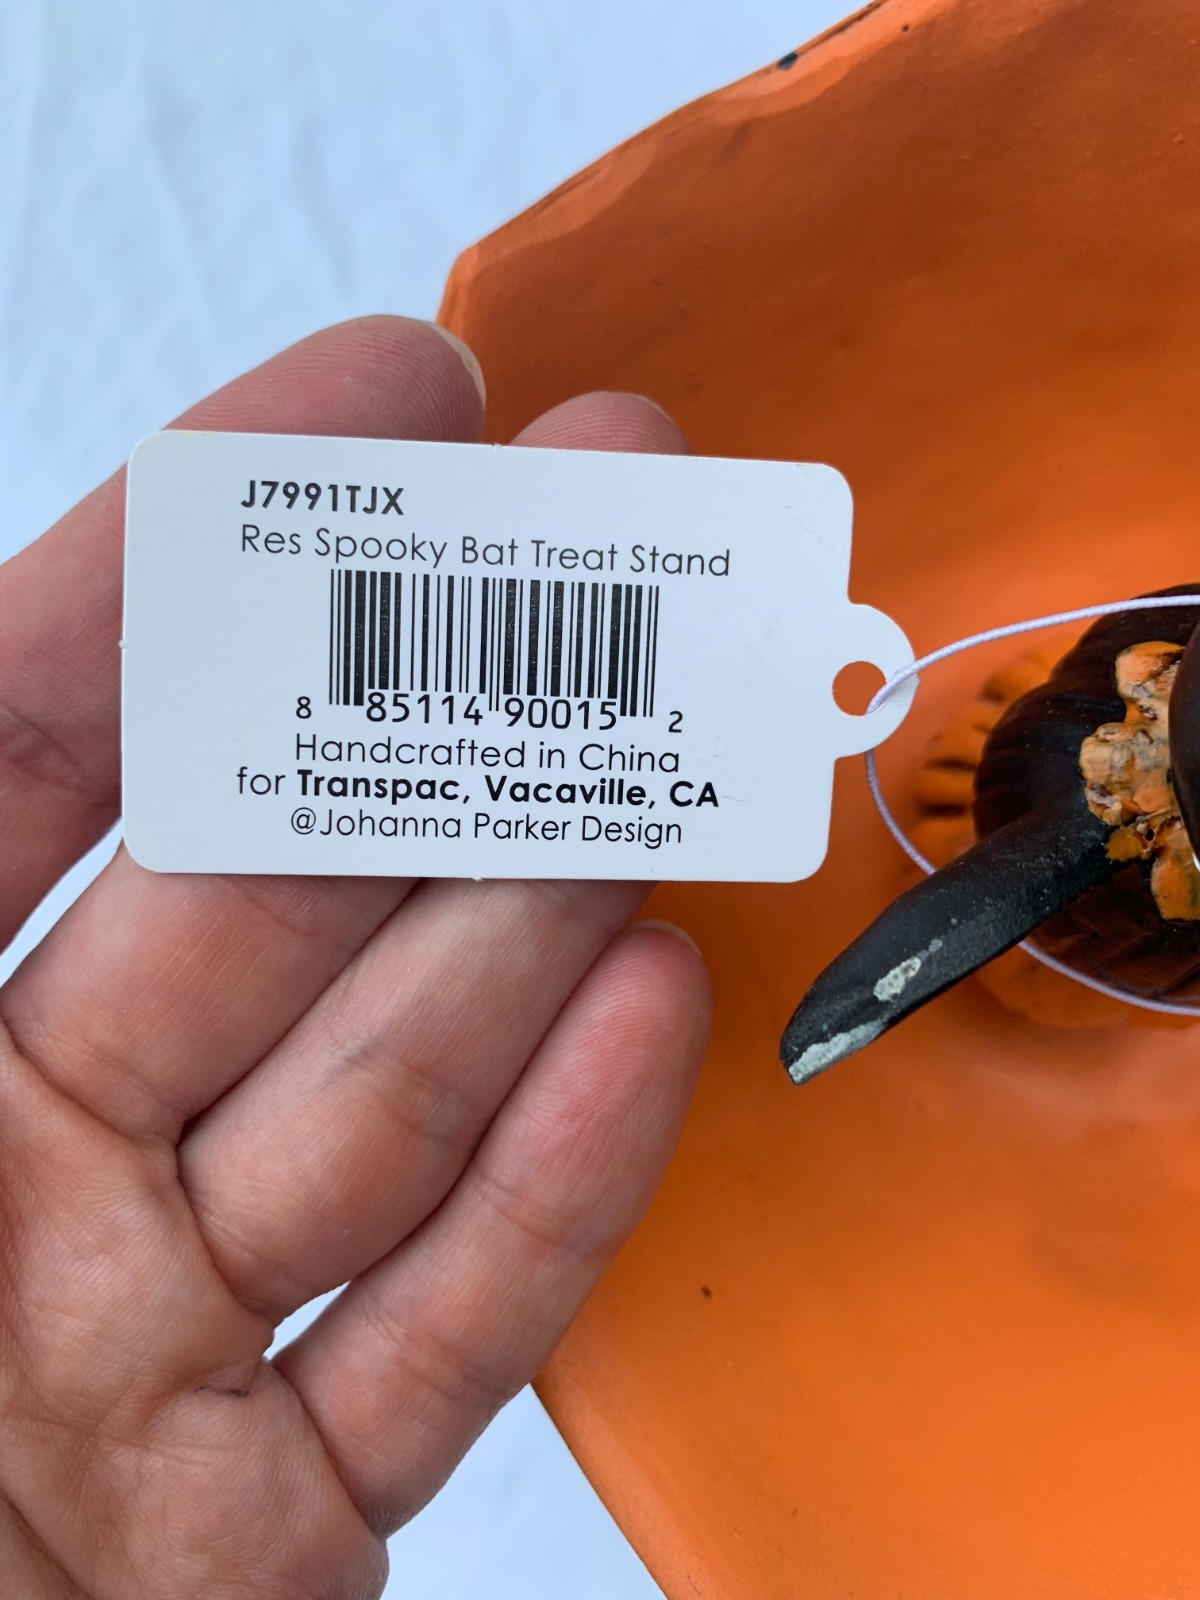 J7991TJX
Res Spooky Bat Treat Stand
8 85114 90015 2
Handcrafted in China
for Transpac, Vacaville, CA
@Johanna Parker Design